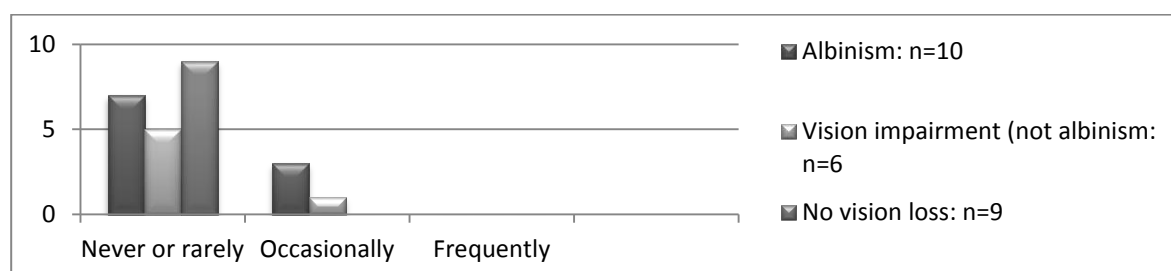 10
5
0
Never or rarely
Occasionally
Frequently
Albinism: n=10
Vision impairment (not albinism:
n=6
No vision loss: n=9